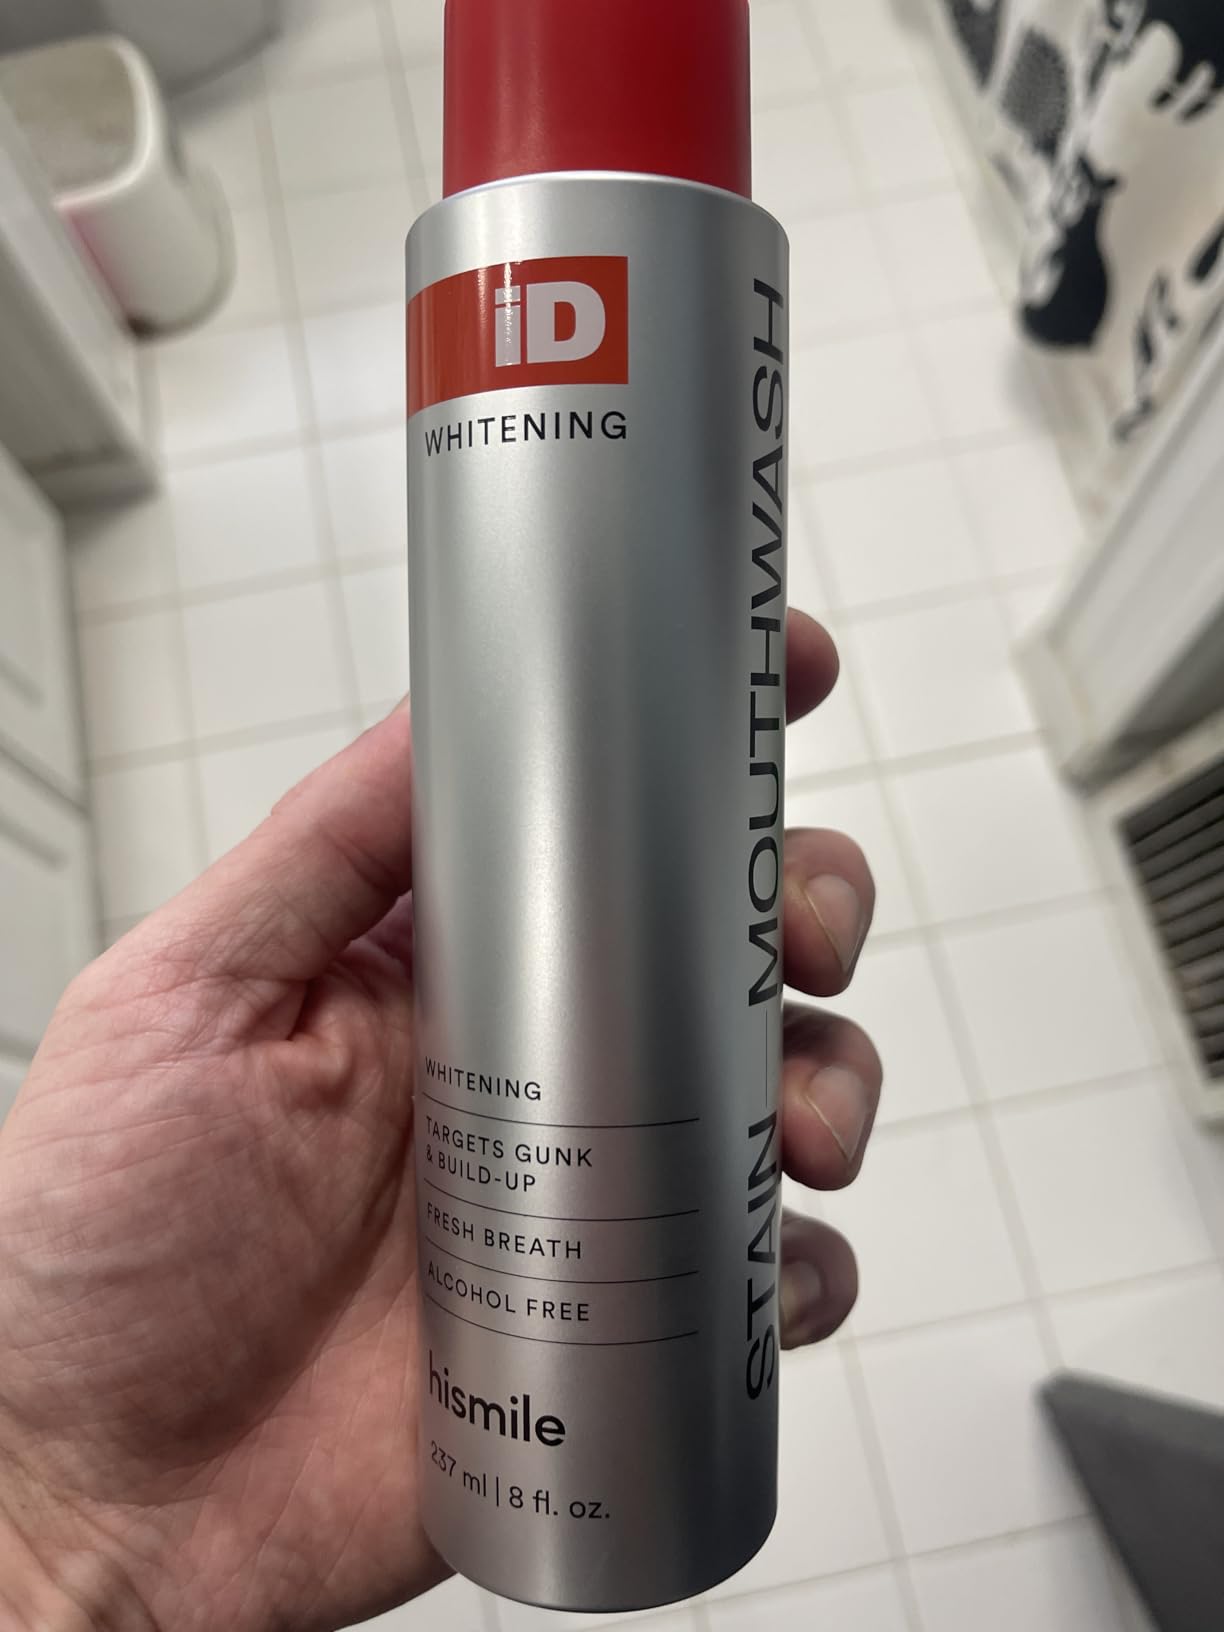 iD
WHITENING
WHITENING
TARGETS GUNK
& BUILD-UP
FRESH BREATH
ALCOHOL FREE
hismile
237 ml | 8 fl. oz.
STAIN — MOUTHWASH